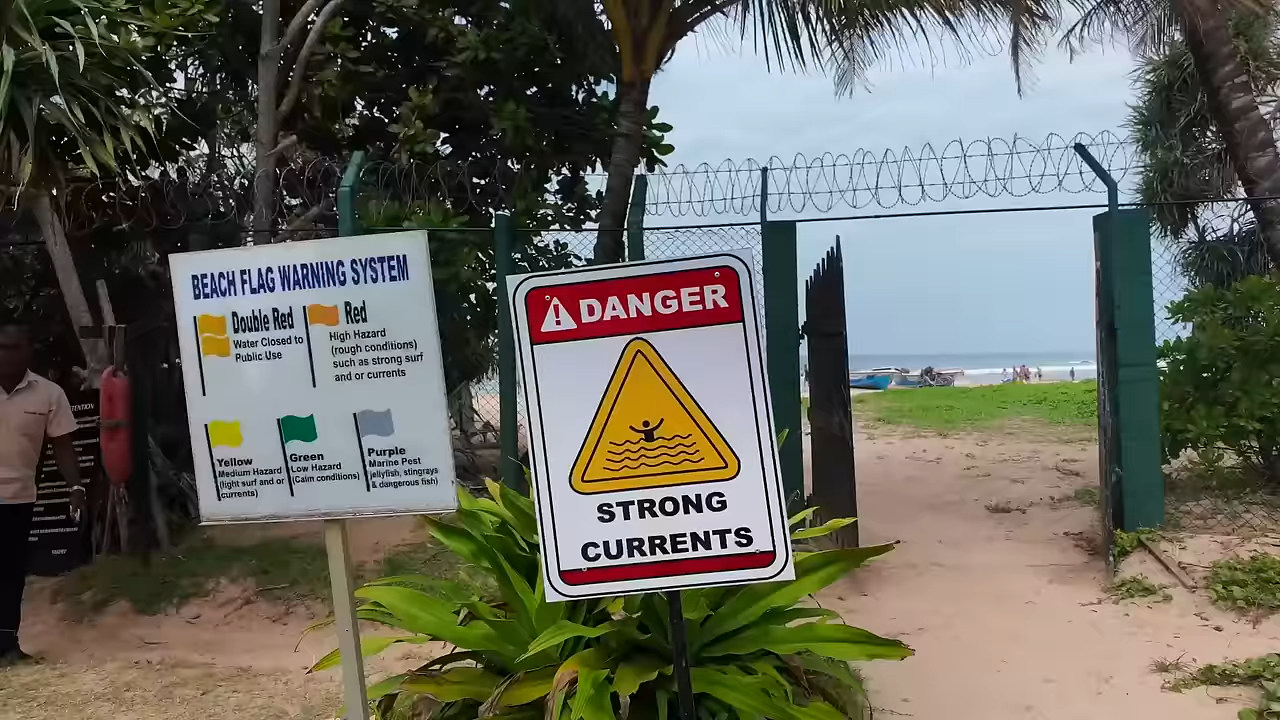 BEACH FLAG WARNING SYSTEM
Double Red
Water Closed to
Public Use
Red
High Hazard
(rough conditions)
such as strong surf
and or currents
Yellow
Medium Hazard
(light surf and or
currents)
Green
Low Hazard
(Calm conditions)
Purple
Marine Pest
(jellyfish, stingrays
& dangerous fish)
DANGER
STRONG
CURRENTS